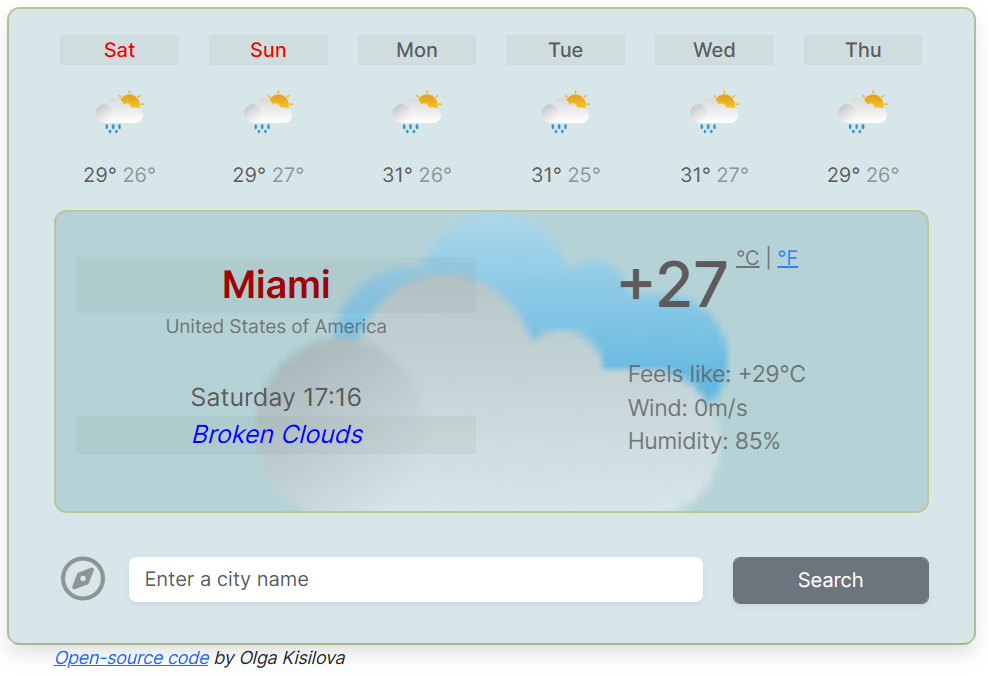 Sat Sun Mon Tue Wed Thu
29° 26° 29° 27° 31° 26° 31° 25° 31° 27° 29° 26°
Miami
United States of America
Saturday 17:16
Broken Clouds
+27 °C | °F
Feels like: +29°C
Wind: 0m/s
Humidity: 85%
Enter a city name Search
Open-source code by Olga Kisilova